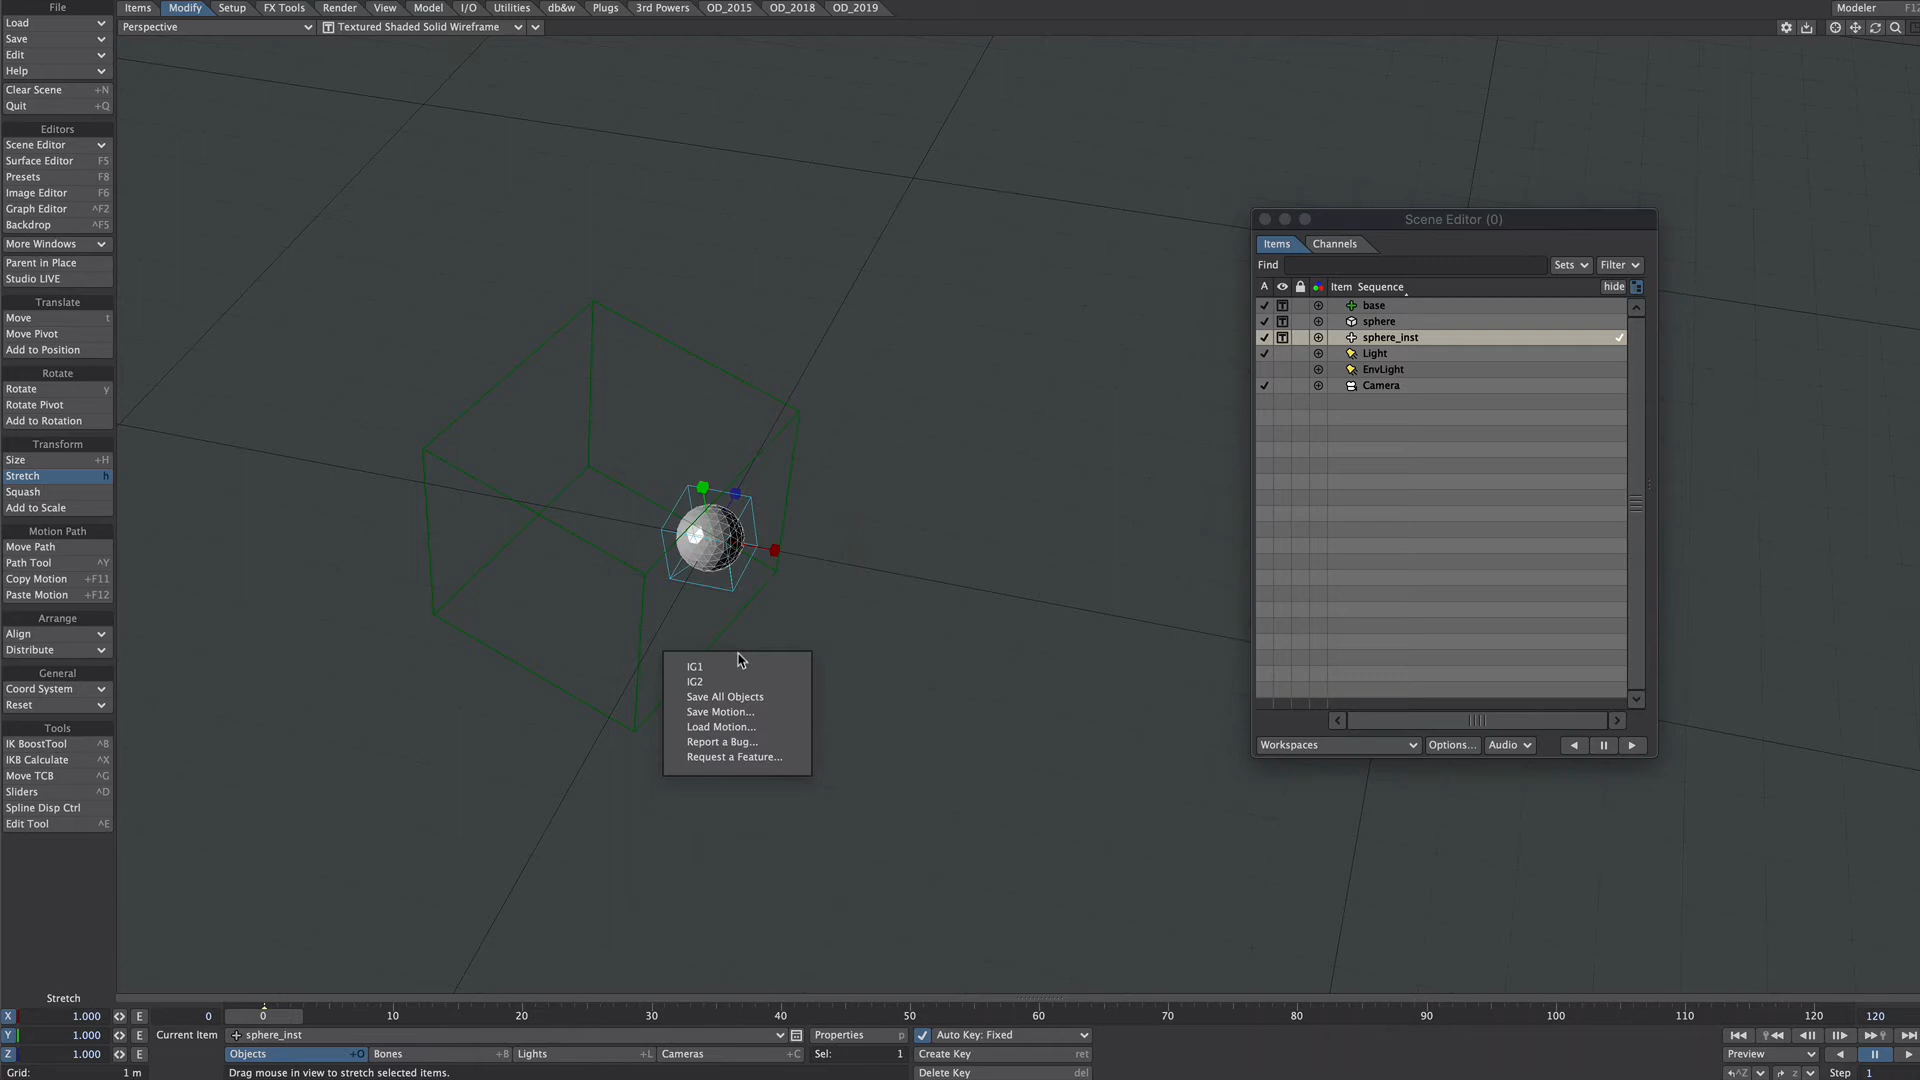 File
Items
Modify
Setup
FX Tools
Render
View
Model
I/O
Utilities
db&w
Plugs
3rd Powers
OD_2015
OD_2018
OD_2019
Modeler
F12
Load
Perspective
T
Textured Shaded Solid Wireframe
Save
Edit
Help
Clear Scene +N
Quit +Q
Editors
Scene Editor
Surface Editor F5
Presets F8
Image Editor F6
Graph Editor ^F2
Backdrop ^F5
More Windows
Parent in Place
Studio LIVE
Translate
Move t
Move Pivot
Add to Position
Rotate
Rotate y
Rotate Pivot
Add to Rotation
Transform
Size +H
Stretch h
Squash
Add to Scale
Motion Path
Move Path
Path Tool ^Y
Copy Motion +F11
Paste Motion +F12
Arrange
Align
Distribute
General
Coord System
Reset
Tools
IK BoostTool ^B
IKB Calculate ^X
Move TCB ^G
Sliders ^D
Spline Disp Ctrl
Edit Tool ^E
IG1
IG2
Save All Objects
Save Motion...
Load Motion...
Report a Bug...
Request a Feature...
Scene Editor (0)
Items
Channels
Find
Sets
Filter
A
Item
Sequence
hide
T
base
T
sphere
T
sphere_inst
Light
EnvLight
Camera
Workspaces
Options...
Audio
Stretch
X 1.000 E
0
0 10 20 30 40 50 60 70 80 90 100 110 120
120
Y 1.000 E
Current Item
sphere_inst
Properties p
Auto Key: Fixed
Z 1.000 E
Objects +O
Bones +B
Lights +L
Cameras +C
Sel: 1
Create Key ret
Preview
Grid: 1 m
Drag mouse in view to stretch selected items.
Delete Key del
^Z
z
Step 1